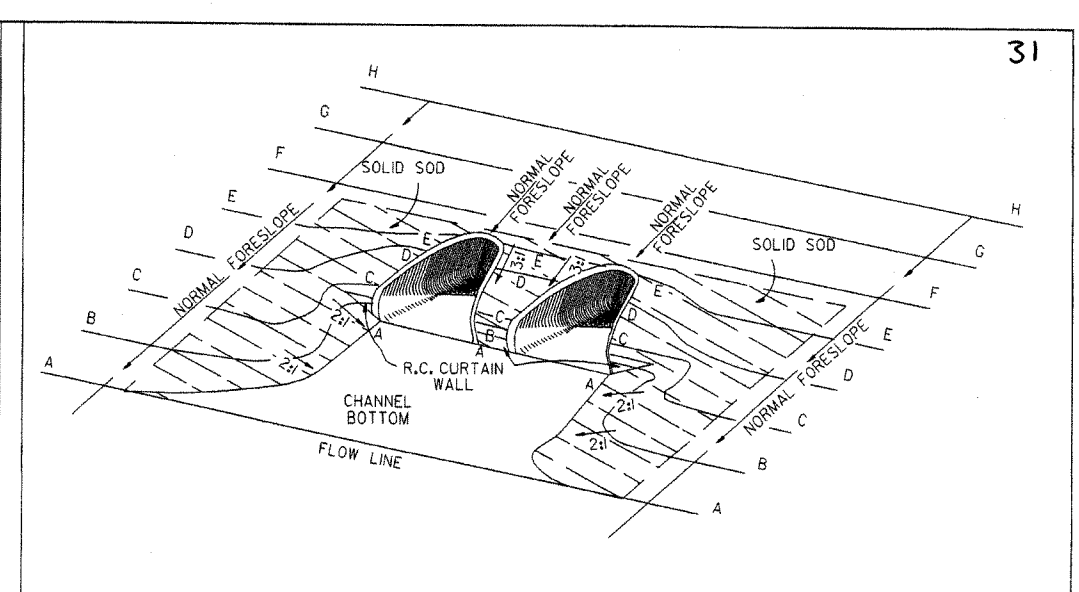 31
H
G
F
E
D
C
B
A
SOLID SOD
NORMAL FORESLOPE
NORMAL
FORESLOPE
NORMAL
FORESLOPE
NORMAL
FORESLOPE
SOLID SOD
H
G
F
E
D
C
B
A
NORMAL FORESLOPE
E
D
C
A
3:1
E
D
3:1
C
B
A
E
D
C
A
2:1
2:1
2:1
2:1
R.C. CURTAIN
WALL
CHANNEL
BOTTOM
FLOW LINE